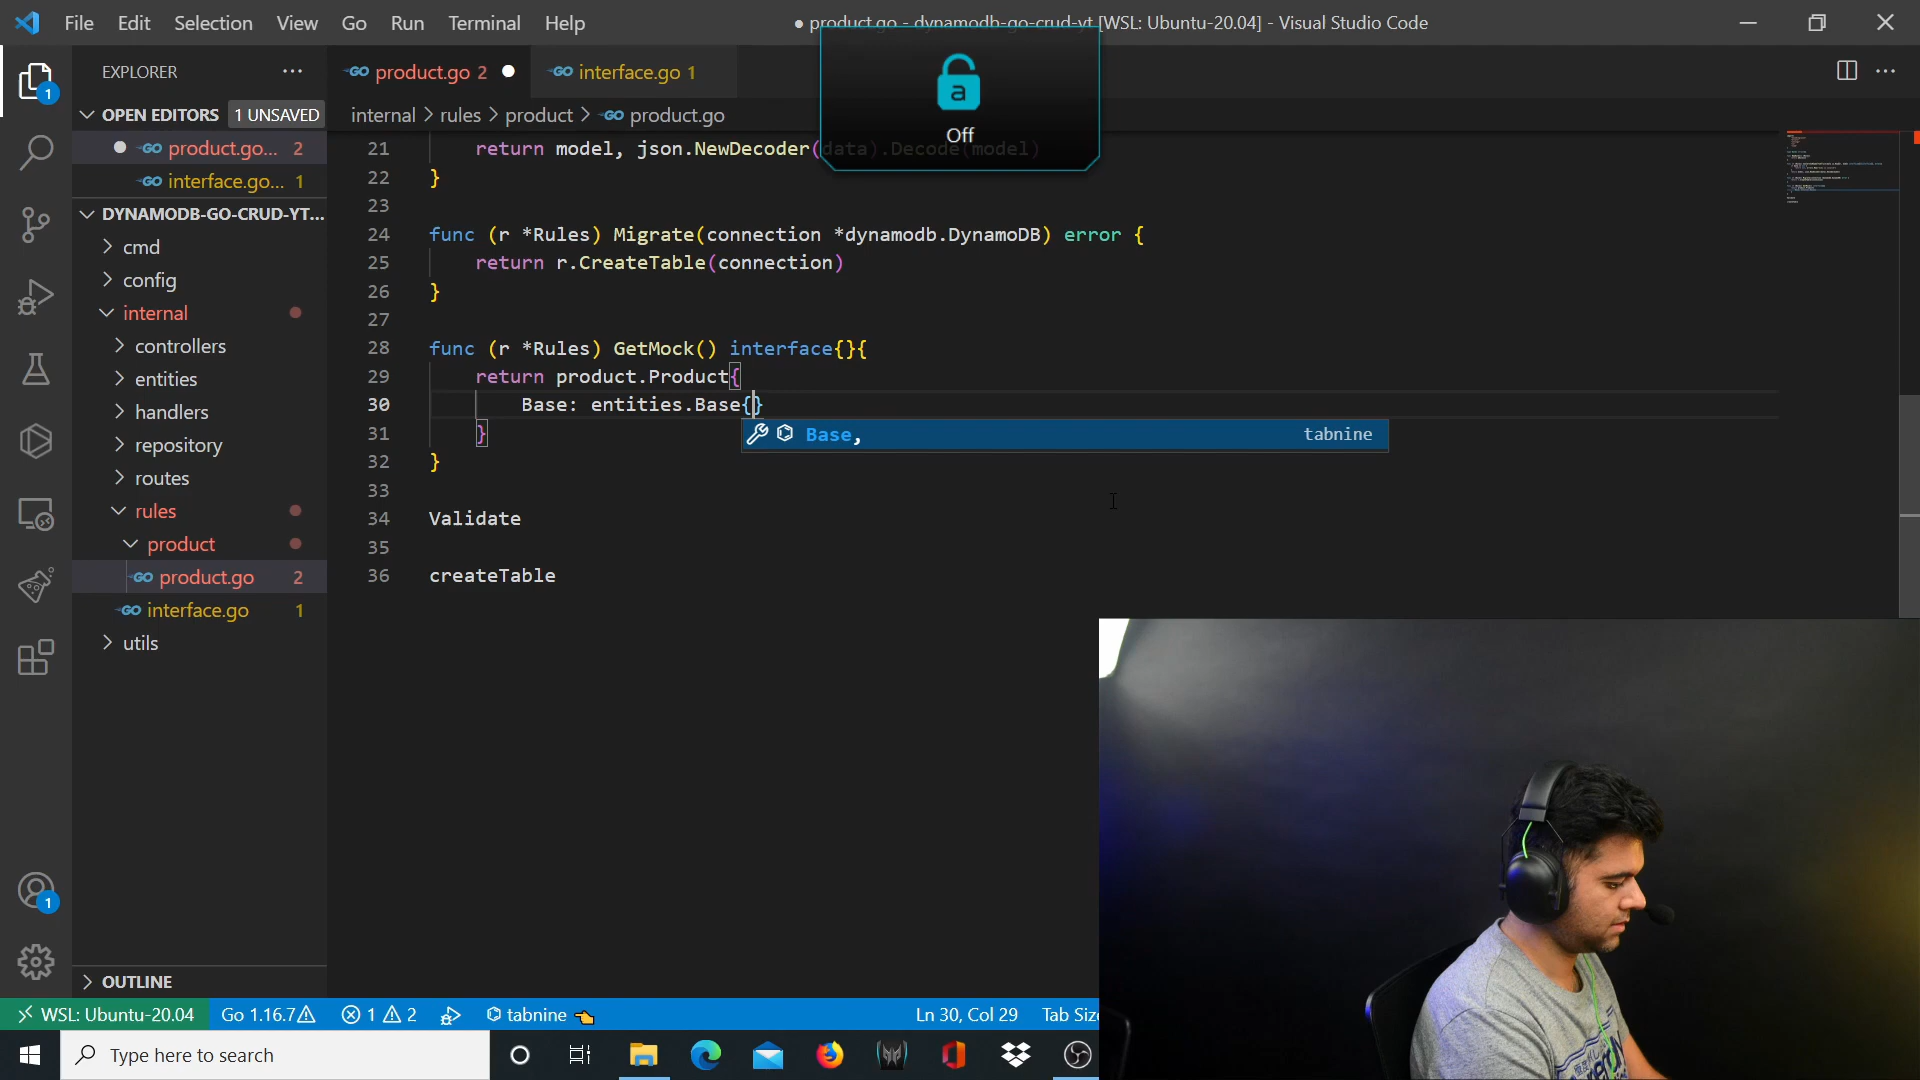 File Edit Selection View Go Run Terminal Help
● product.go - dynamodb-go-crud-yt [WSL: Ubuntu-20.04] - Visual Studio Code
a
Off
EXPLORER
product.go 2
interface.go 1
OPEN EDITORS 1 UNSAVED
product.go... 2
interface.go... 1
DYNAMODB-GO-CRUD-YT...
cmd
config
internal
controllers
entities
handlers
repository
routes
rules
product
product.go 2
interface.go 1
utils
OUTLINE
1
1
internal > rules > product > product.go
21 return model, json.NewDecoder(data).Decode(model)
22 }
23
24 func (r *Rules) Migrate(connection *dynamodb.DynamoDB) error {
25 return r.CreateTable(connection)
26 }
27
28 func (r *Rules) GetMock() interface{}{
29 return product.Product{
30 Base: entities.Base{}
31 }
Base, tabnine
32 }
33
34 Validate
35
36 createTable
WSL: Ubuntu-20.04 Go 1.16.7 1 2 tabnine Ln 30, Col 29 Tab Siz
Type here to search